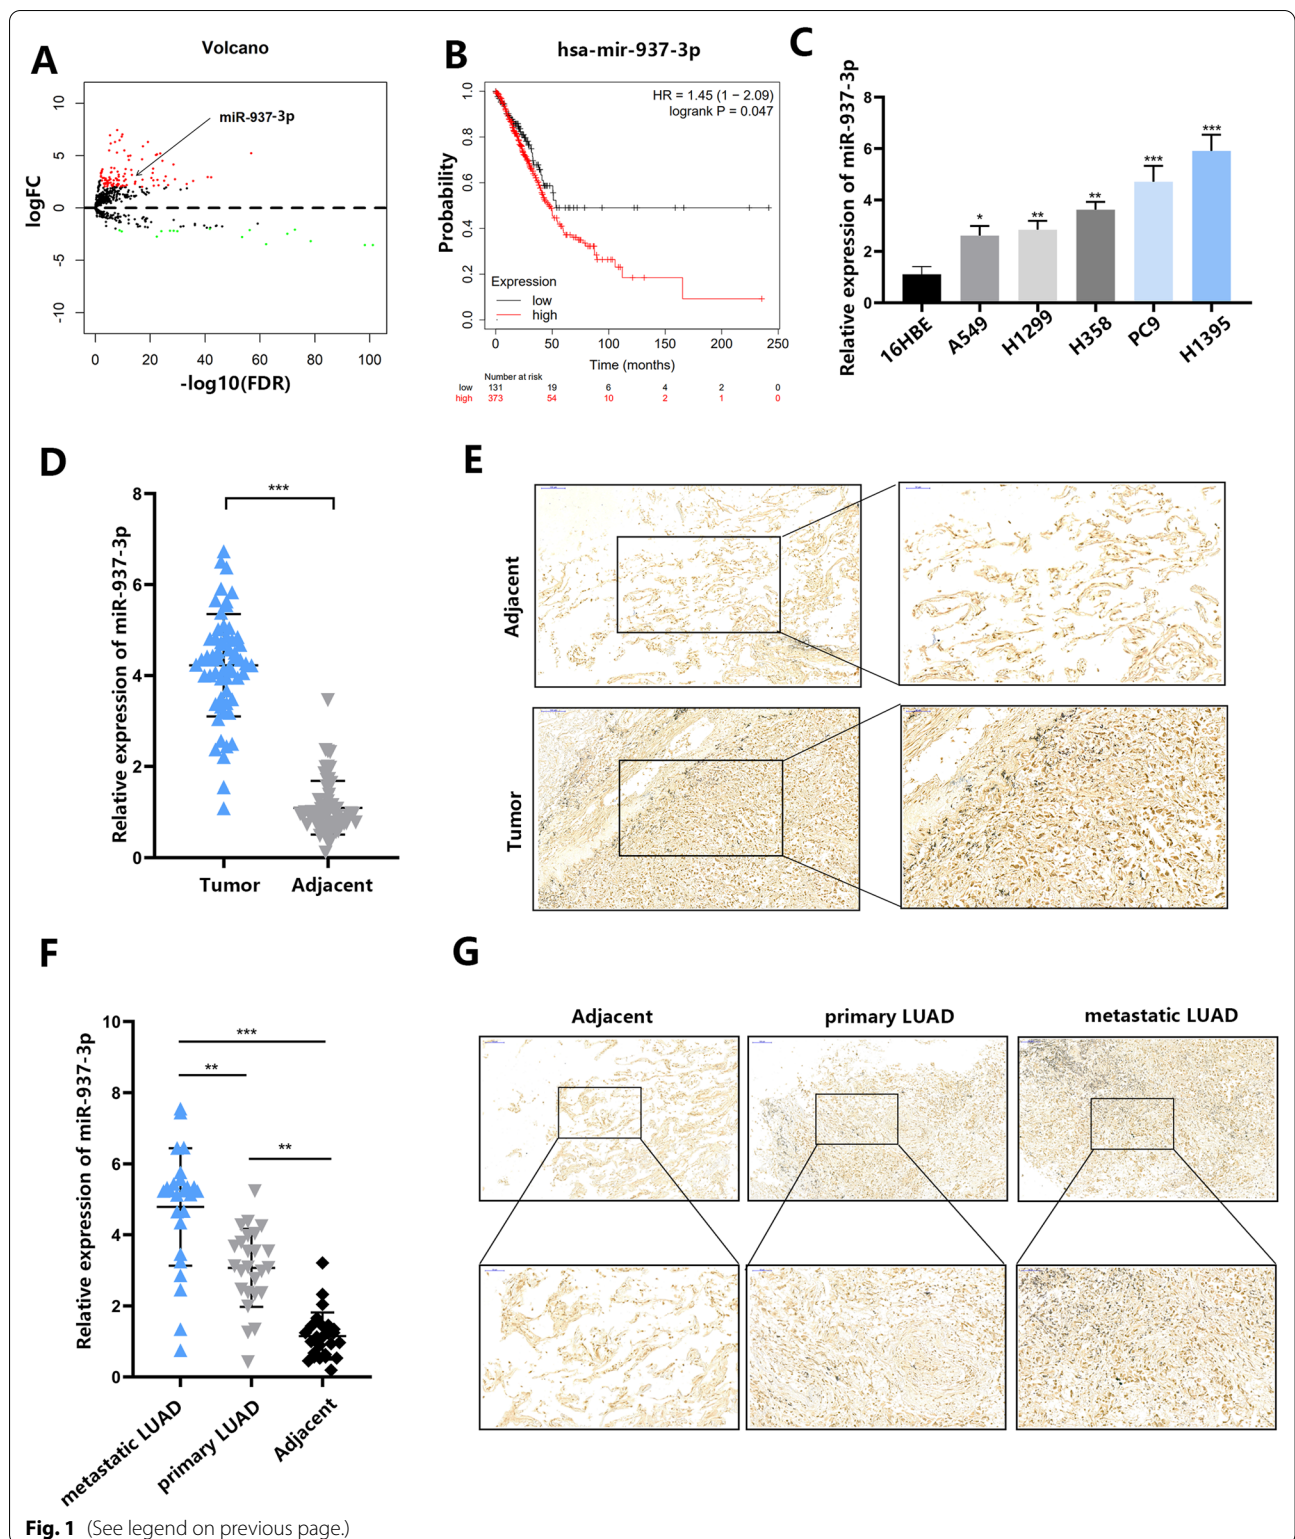 A
Volcano
miR-937-3p
logFC
10
5
0
-5
-10
0 20 40 60 80 100
-log10(FDR)
B
hsa-mir-937-3p
HR = 1.45 (1 − 2.09)
logrank P = 0.047
Probability
1.0
0.8
0.6
0.4
0.2
0.0
Expression
low
high
0 50 100 150 200 250
Time (months)
Number at risk
low 131 19 6 4 2 0
high 373 54 10 2 1 0
C
Relative expression of miR-937-3p
8
6
4
2
0
* ** ** *** ***
16HBE A549 H1299 H358 PC9 H1395
D
Relative expression of miR-937-3p
8
6
4
2
0
***
Tumor Adjacent
E
Adjacent
Tumor
F
Relative expression of miR-937-3p
10
8
6
4
2
0
***
**
**
metastatic LUAD primary LUAD Adjacent
G
Adjacent primary LUAD metastatic LUAD
Fig. 1 (See legend on previous page.)